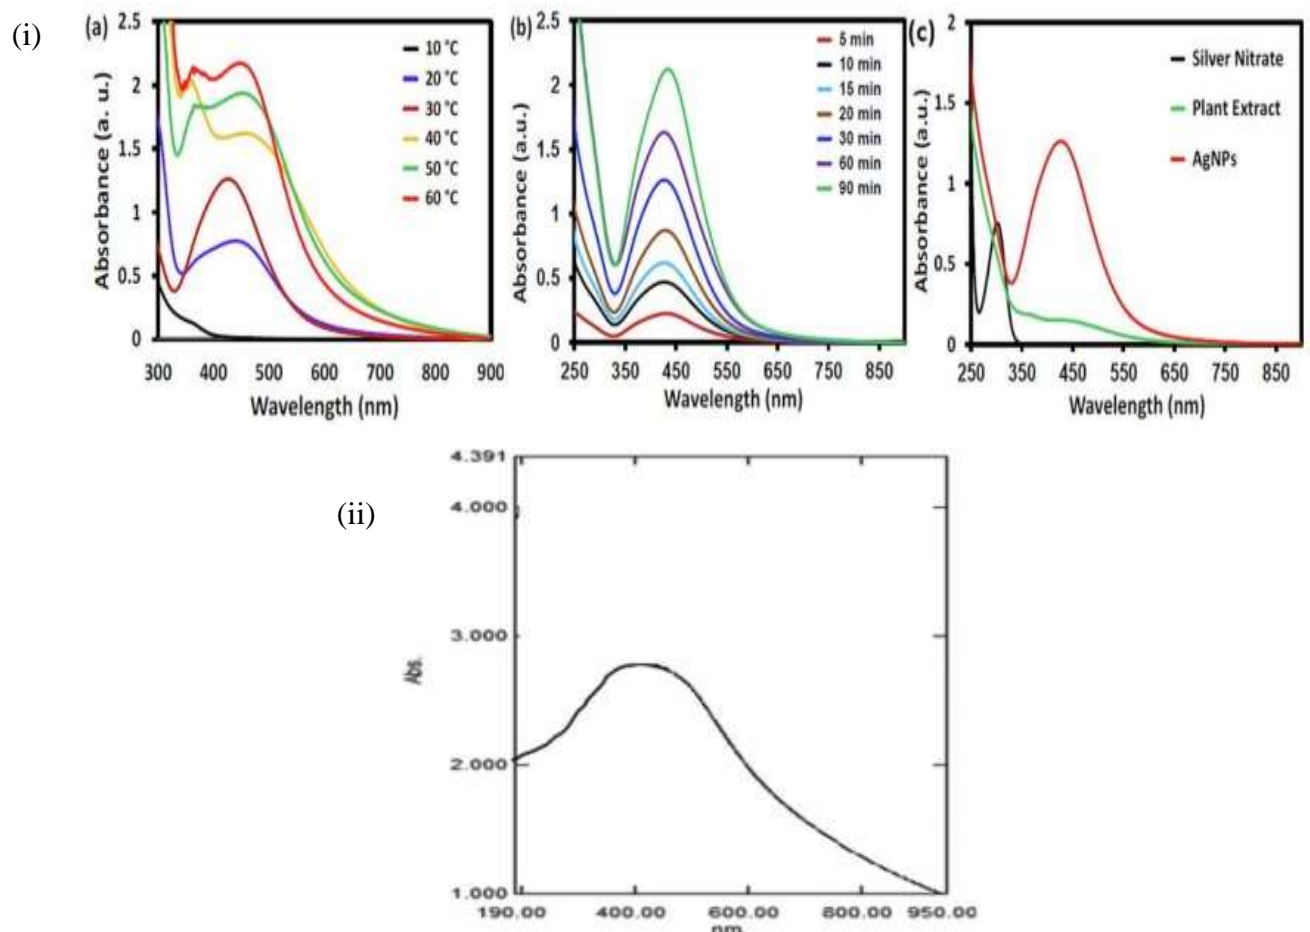 (i)
(a)
2.5
2
1.5
1
0.5
0
Absorbance (a. u.)
10 °C
20 °C
30 °C
40 °C
50 °C
60 °C
300 400 500 600 700 800 900
Wavelength (nm)
(b)
2.5
2
1.5
1
0.5
0
Absorbance (a.u.)
5 min
10 min
15 min
20 min
30 min
60 min
90 min
250 350 450 550 650 750 850
Wavelength (nm)
(c)
2
1.5
1
0.5
0
Absorbance (a.u.)
Silver Nitrate
Plant Extract
AgNPs
250 350 450 550 650 750 850
Wavelength (nm)
(ii)
4.391
4.000
3.000
2.000
1.000
Abs.
190.00 400.00 600.00 800.00 950.00
nm